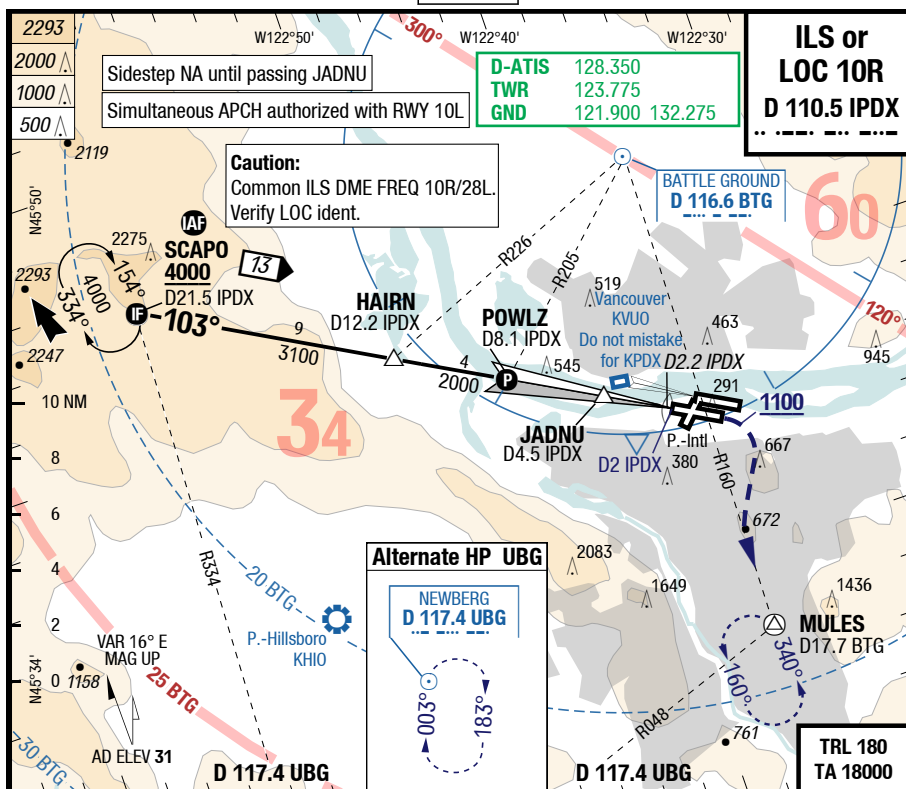 2293
2000
1000
500
W122°50'
W122°40'
W122°30'
300°
ILS or
LOC 10R
D 110.5 IPDX
Sidestep NA until passing JADNU
Simultaneous APCH authorized with RWY 10L
D-ATIS 128.350
TWR 123.775
GND 121.900 132.275
2119
Caution:
Common ILS DME FREQ 10R/28L.
Verify LOC ident.
BATTLE GROUND
D 116.6 BTG
60
N45°50'
IAF
SCAPO
4000
D21.5 IPDX
IF
2275
13
2293
4000
154°
334°
103°
9
3100
HAIRN
D12.2 IPDX
R226
R205
POWLZ
D8.1 IPDX
P
4
2000
519
Vancouver
KVUO
Do not mistake
for KPDX
463
D2.2 IPDX
545
291
120°
945
2247
10 NM
34
JADNU
D4.5 IPDX
D2 IPDX
P.-Intl
1100
380
R160
667
8
6
4
2
0
672
R334
20 BTG
P.-Hillsboro
KHIO
Alternate HP UBG
NEWBERG
D 117.4 UBG
003°
183°
2083
1649
1436
MULES
D17.7 BTG
160°
340°
R048
761
VAR 16° E
MAG UP
N45°34'
1158
25 BTG
30 BTG
AD ELEV 31
D 117.4 UBG
D 117.4 UBG
TRL 180
TA 18000